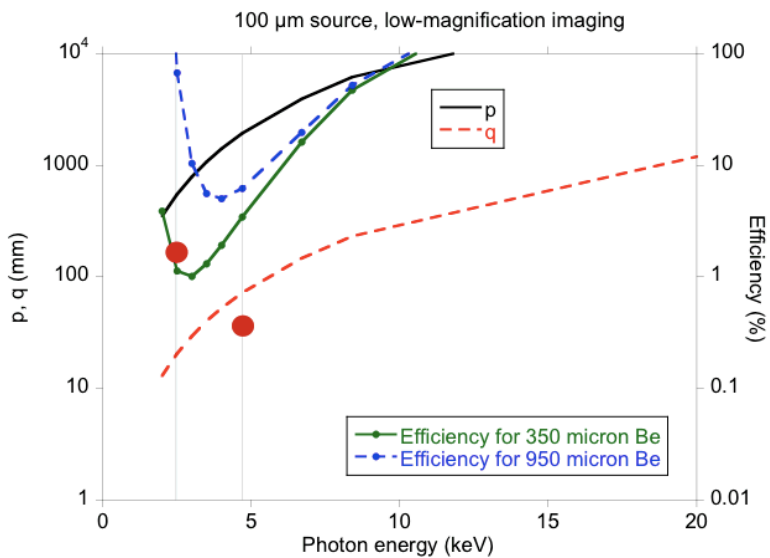 100 µm source, low-magnification imaging
10⁴
1000
100
10
1
p, q (mm)
100
10
1
0.1
0.01
Efficiency (%)
p
q
Efficiency for 350 micron Be
Efficiency for 950 micron Be
0
5
10
15
20
Photon energy (keV)